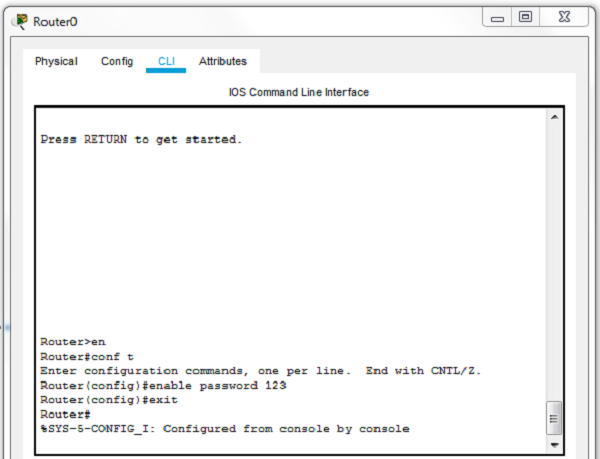 Router0
Physical Config CLI Attributes
IOS Command Line Interface
Press RETURN to get started.
Router>en
Router#conf t
Enter configuration commands, one per line.  End with CNTL/Z.
Router(config)#enable password 123
Router(config)#exit
Router#
%SYS-5-CONFIG_I: Configured from console by console